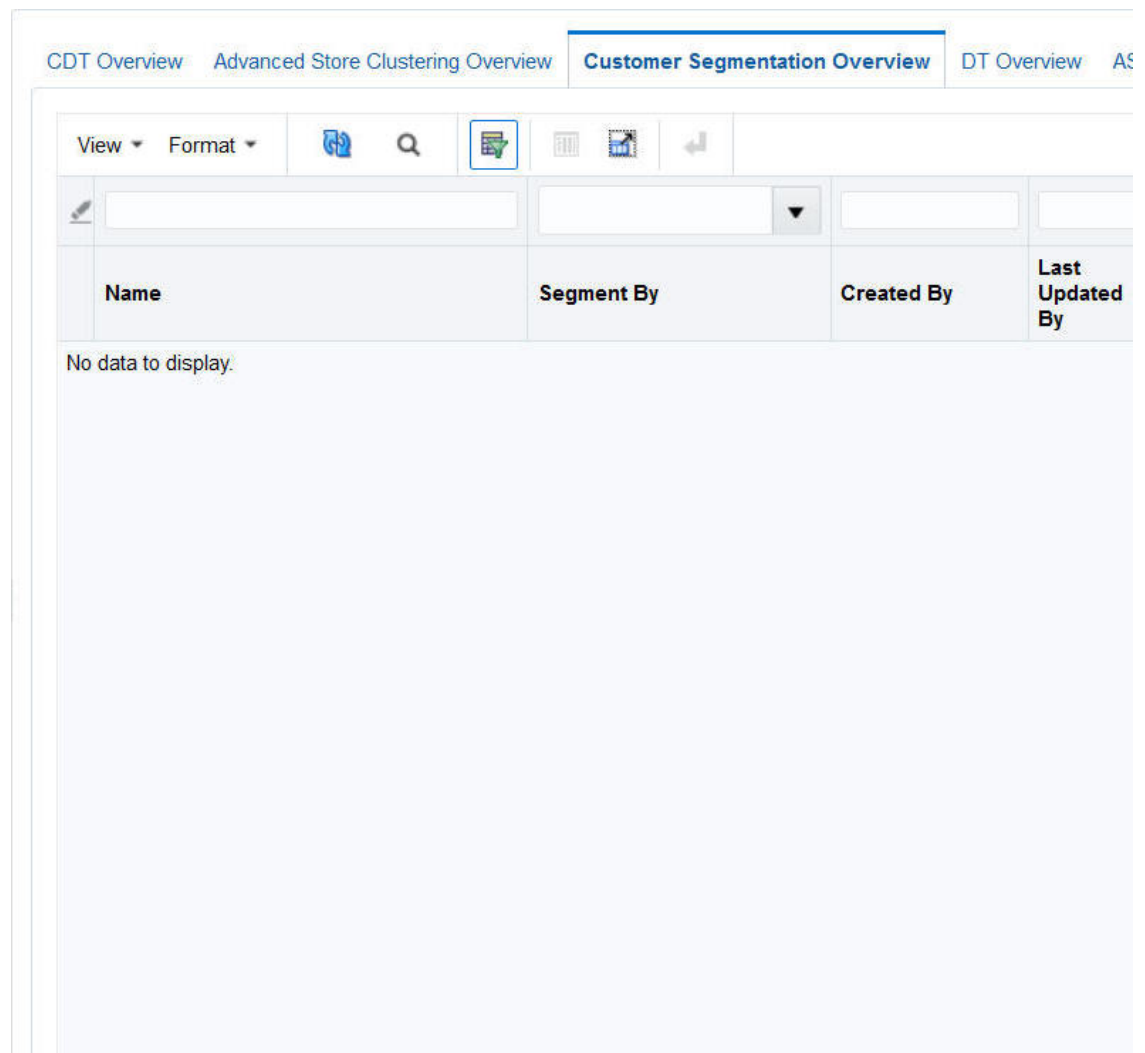 CDT Overview Advanced Store Clustering Overview Customer Segmentation Overview DT Overview AS
View Format
Name Segment By Created By Last Updated By
No data to display.